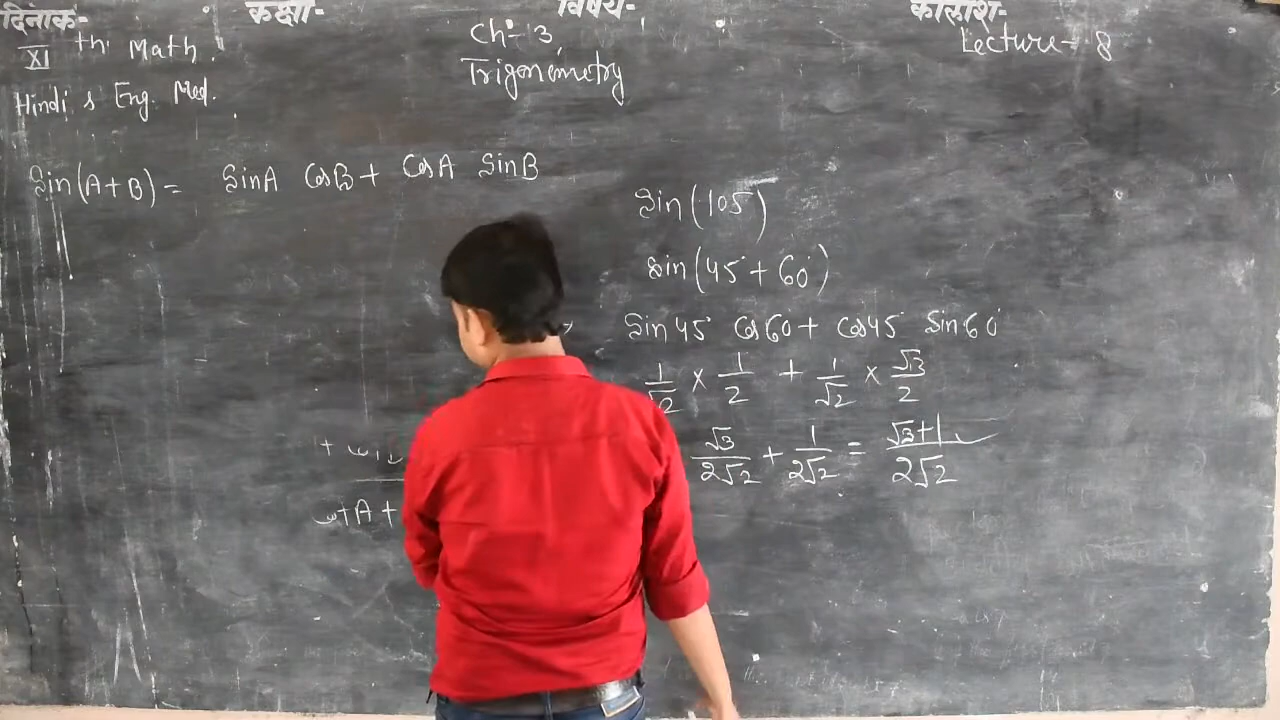 दिनाँक- कक्षा- विषय- कालांश-
XI th Math. Ch-3 Lecture-8
Trigonometry
Hindi & Eng. Med.
Sin(A+B) = SinA CosB + CosA SinB
Sin(105°)
Sin(45°+60°)
Sin45° Cos60 + Cos45° Sin60°
1/√2 × 1/2 + 1/√2 × √3/2
√3/2√2 + 1/2√2 = √3+1/2√2